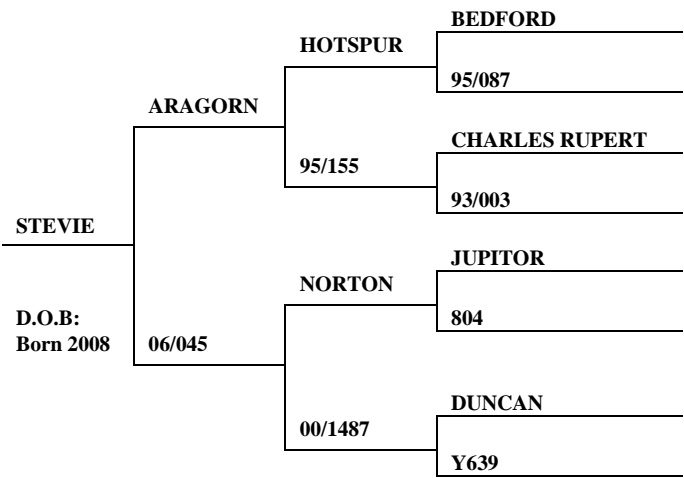 BEDFORD
HOTSPUR
95/087
ARAGORN
CHARLES RUPERT
95/155
93/003
STEVIE
JUPITOR
NORTON
D.O.B:
804
Born 2008
06/045
DUNCAN
00/1487
Y639